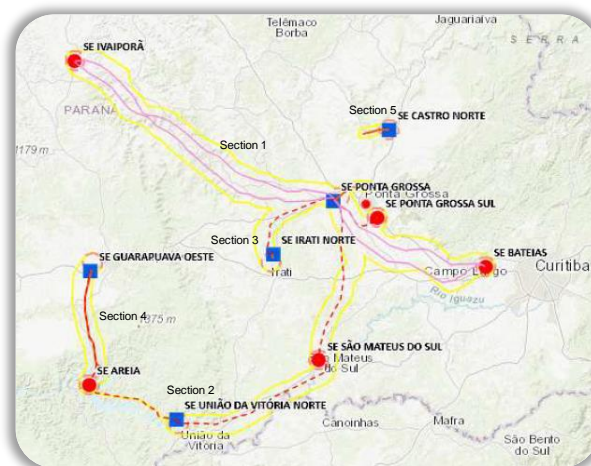 Telêmaco
Borba
Jaguariaíva
SERRA
SE IVAIPORÃ
PARANÁ
Section 5
SE CASTRO NORTE
Section 1
1179 m
SE PONTA GROSSA
Ponta Grossa
SE PONTA GROSSA SUL
Section 3
SE IRATI NORTE
Irati
SE GUARAPUAVA OESTE
SE BATEIAS
Campo Largo
Curitiba
Rio Iguazu
Section 4
1375 m
SE SÃO MATEUS DO SUL
São Mateus
do Sul
SE AREIA
Section 2
SE UNIÃO DA VITÓRIA NORTE
União da
Vitória
Canoinhas
Mafra
São Bento
do Sul